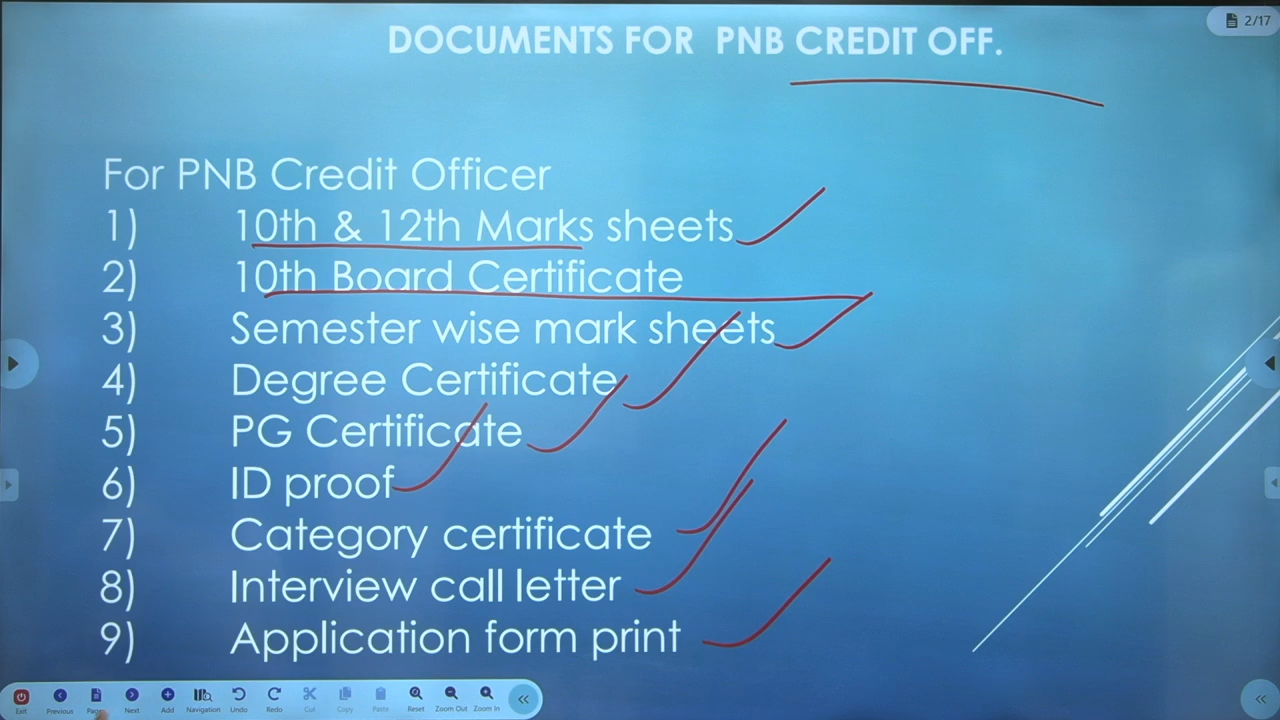 DOCUMENTS FOR PNB CREDIT OFF.
2/17
For PNB Credit Officer
1) 10th & 12th Marks sheets
2) 10th Board Certificate
3) Semester wise mark sheets
4) Degree Certificate
5) PG Certificate
6) ID proof
7) Category certificate
8) Interview call letter
9) Application form print
Exit Previous Next Add Navigation Undo Redo Cut Copy Paste Reset Zoom Out Zoom In